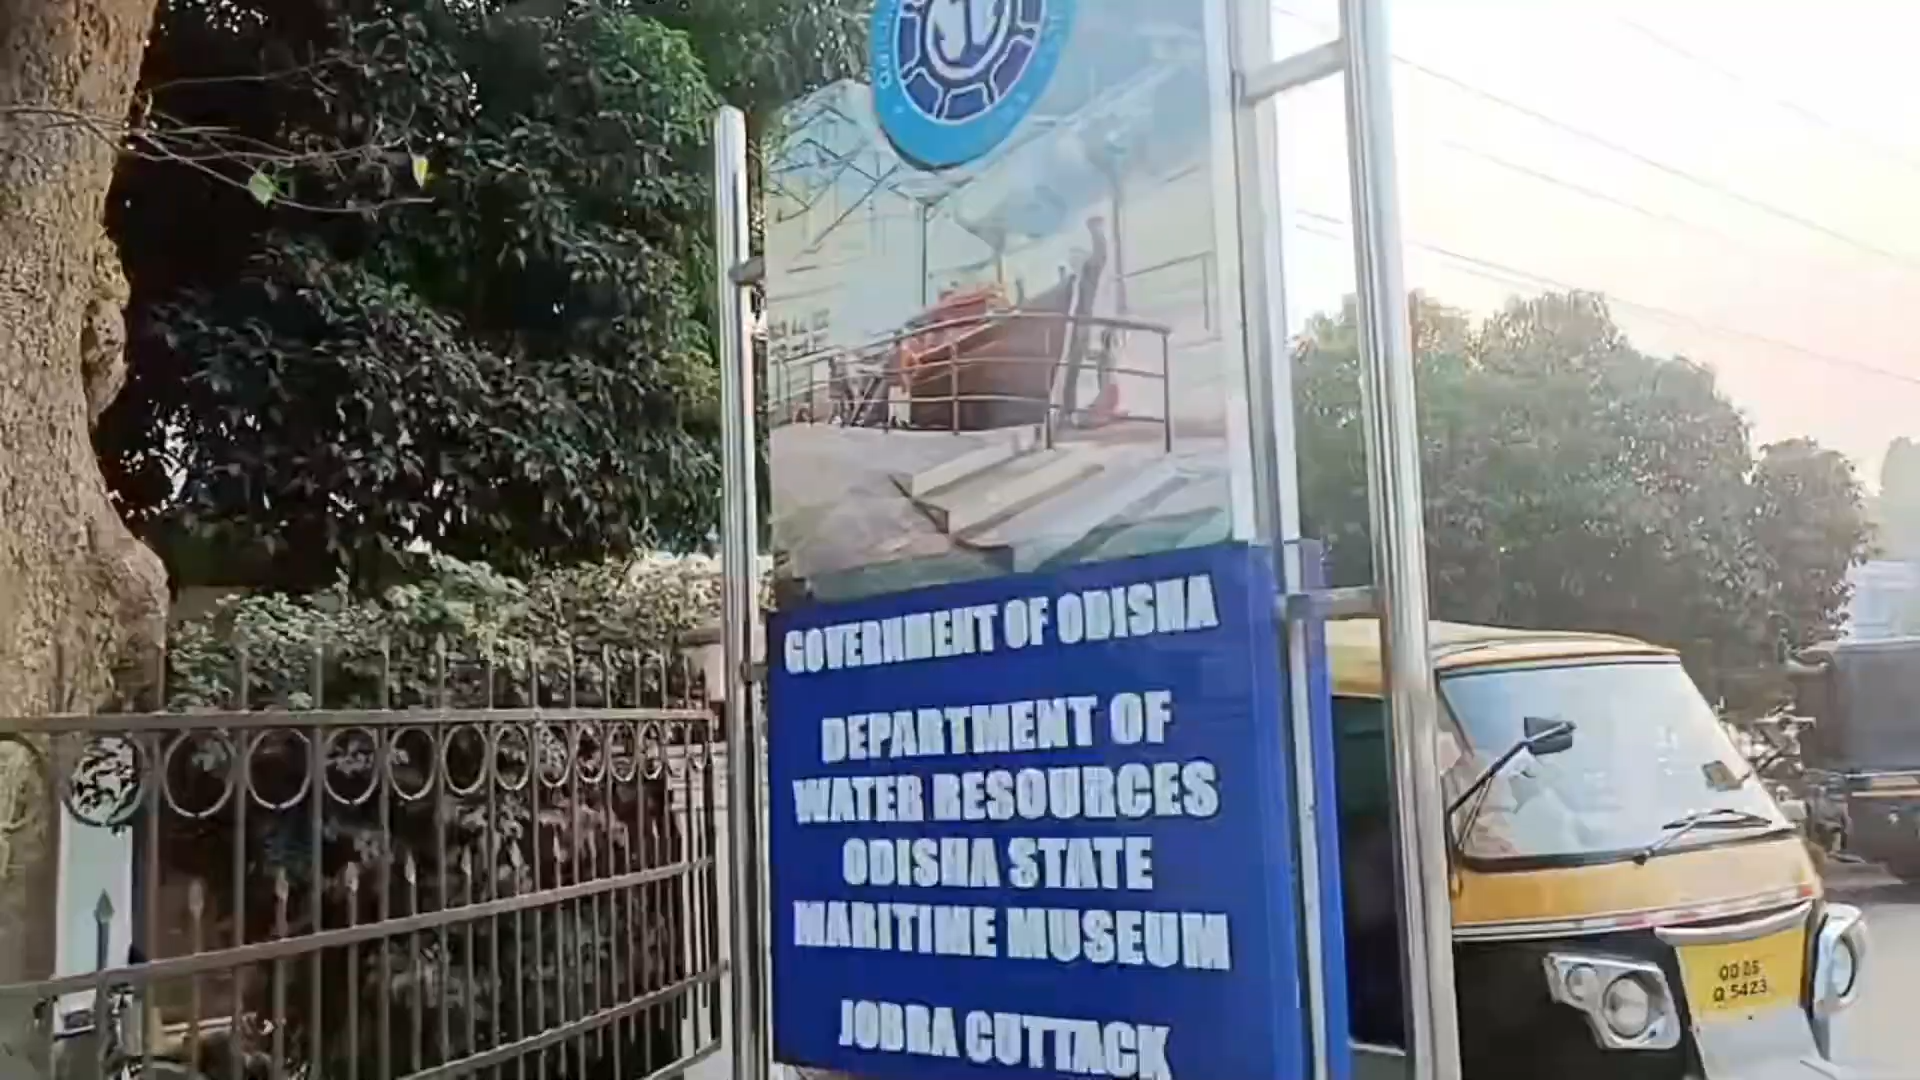 GOVERNMENT OF ODISHA
DEPARTMENT OF
WATER RESOURCES
ODISHA STATE
MARITIME MUSEUM
JOBRA CUTTACK
OD 05
Q 5423